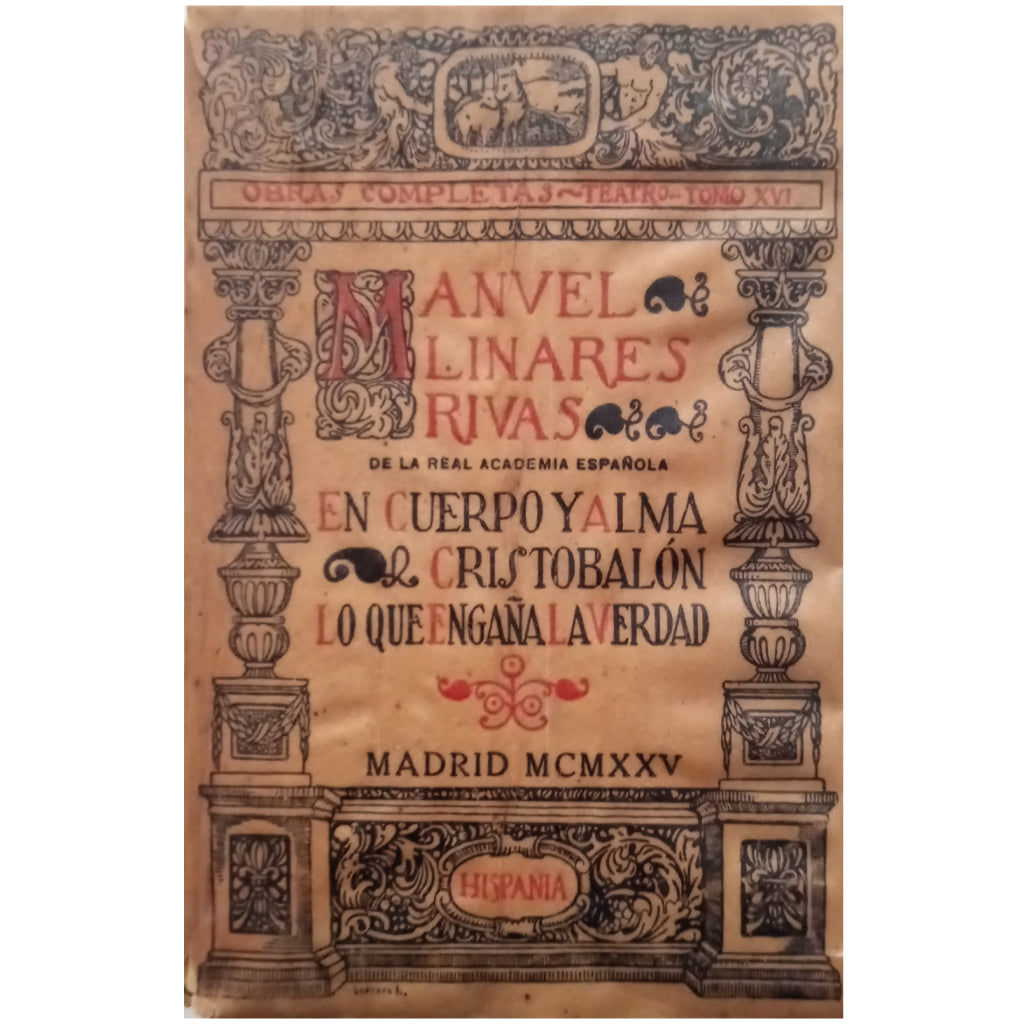 OBRAS COMPLETAS ~ TEATRO - TOMO XVI
MANVEL
LINARES
RIVAS
DE LA REAL ACADEMIA ESPAÑOLA
EN CUERPO Y ALMA
CRISTOBALÓN
LO QUE ENGAÑA LA VERDAD
MADRID MCMXXV
HISPANIA